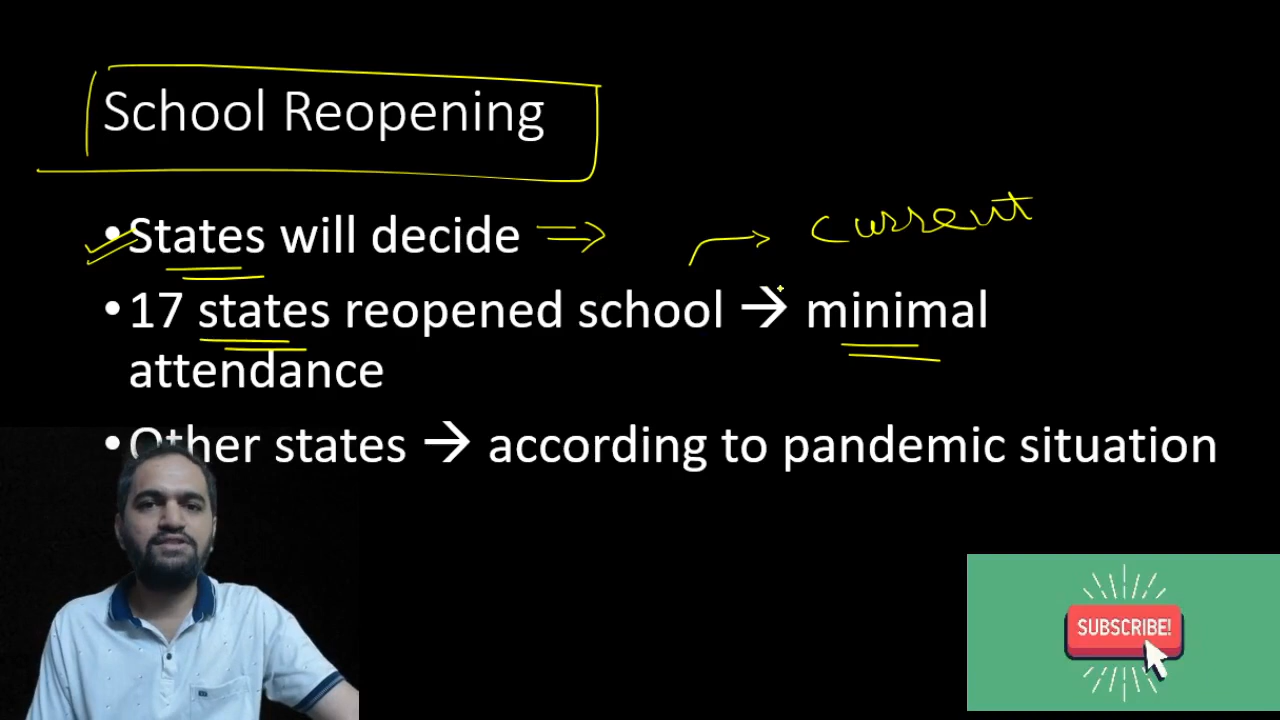 School Reopening
•States will decide ⇒
current
•17 states reopened school → minimal
attendance
•Other states → according to pandemic situation
SUBSCRIBE!